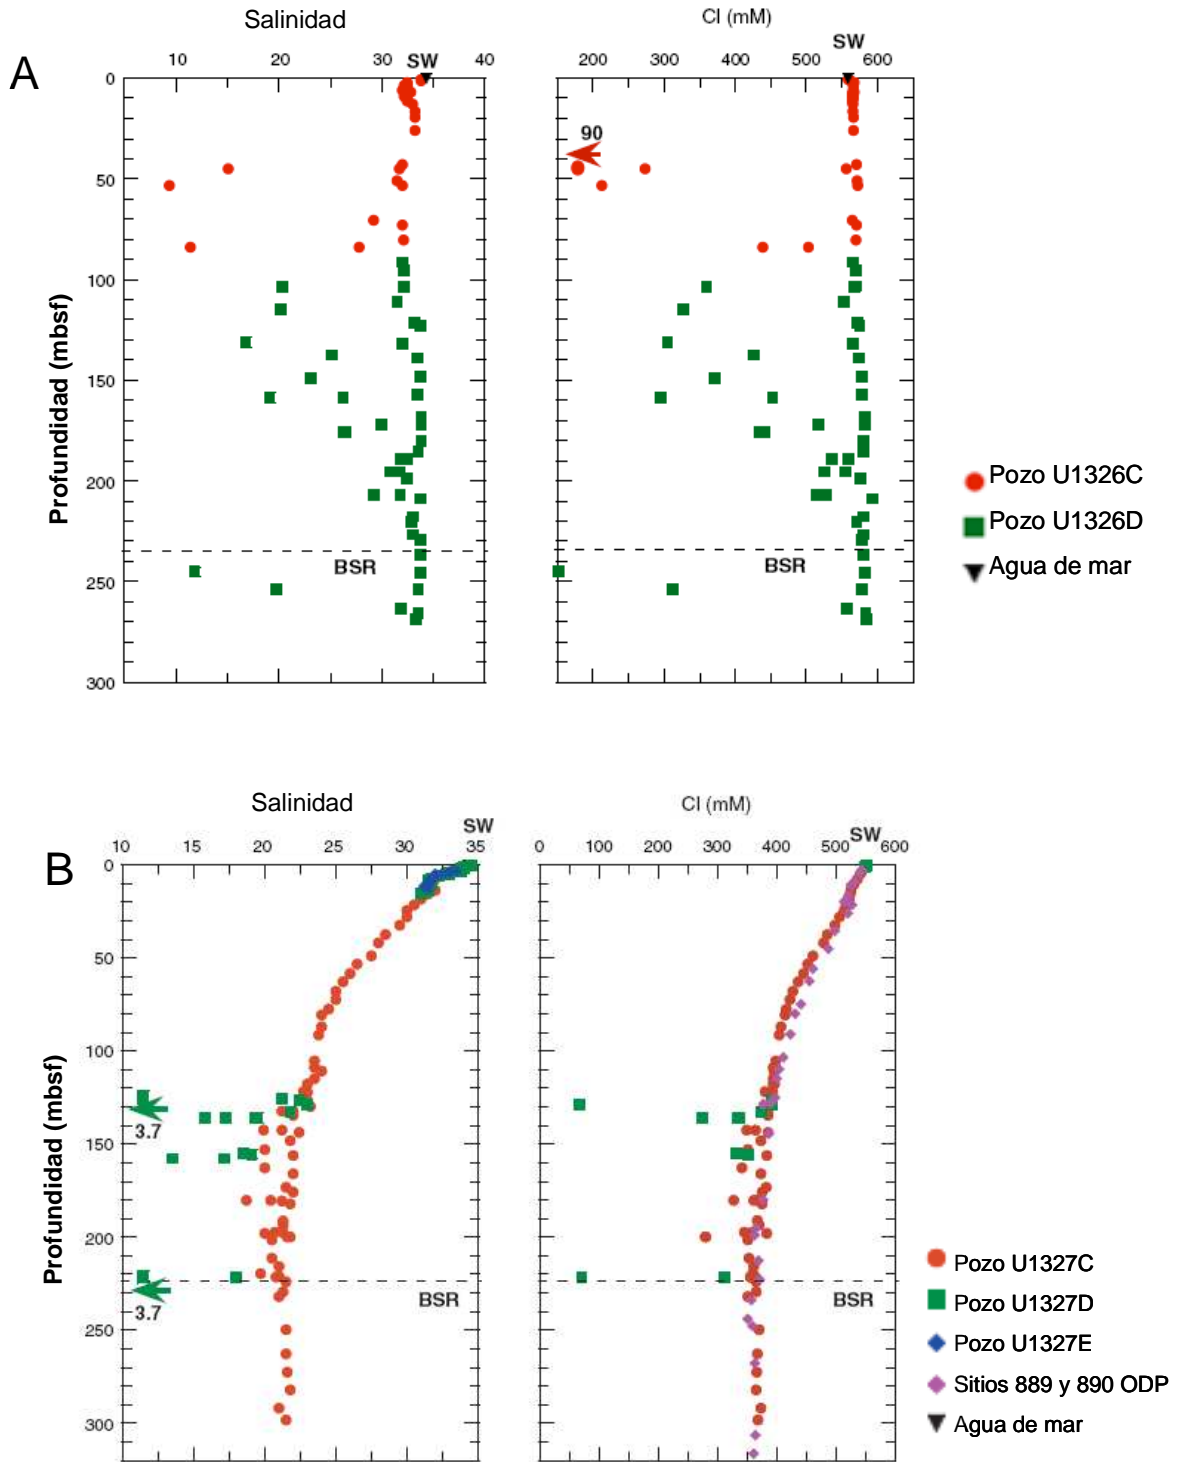 Salinidad
Cl (mM)
A
10 20 30 SW 40
200 300 400 500 SW 600
0
50
100
150
200
250
300
Profundidad (mbsf)
90
BSR
BSR
Pozo U1326C
Pozo U1326D
Agua de mar
Salinidad
Cl (mM)
B
SW
SW
10 15 20 25 30 35
0 100 200 300 400 500 600
0
50
100
150
200
250
300
Profundidad (mbsf)
3.7
3.7
BSR
BSR
Pozo U1327C
Pozo U1327D
Pozo U1327E
Sitios 889 y 890 ODP
Agua de mar